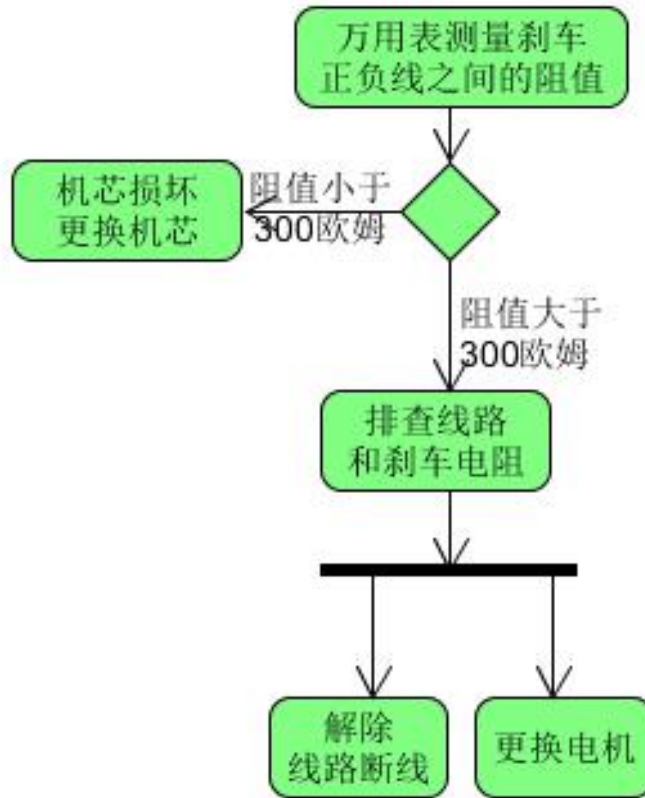 万用表测量刹车
正负线之间的阻值
机芯损坏
更换机芯
阻值小于
300欧姆
阻值大于
300欧姆
排查线路
和刹车电阻
解除
线路断线
更换电机